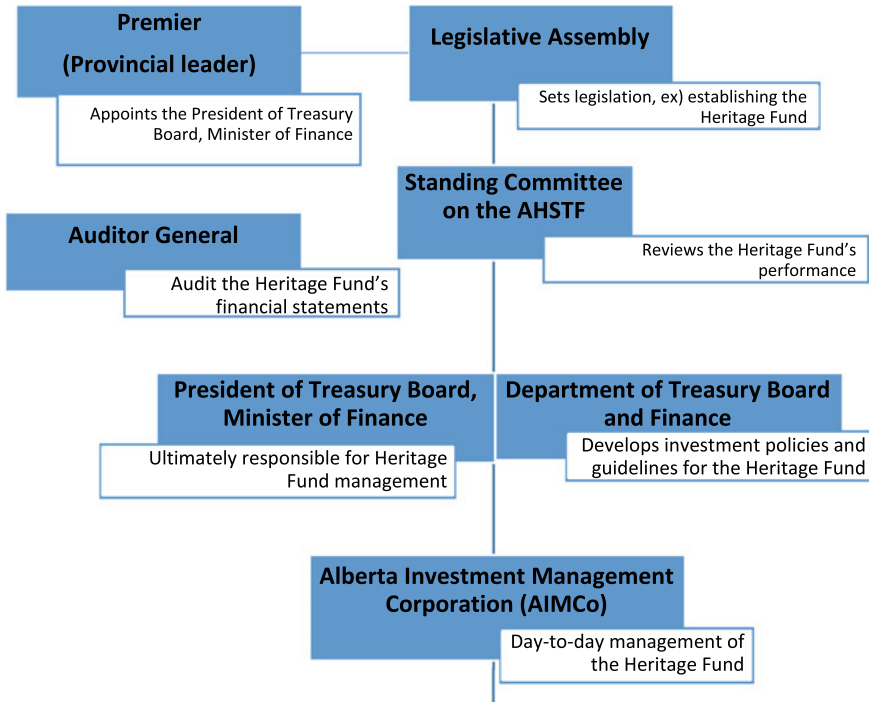 Premier
(Provincial leader)
Appoints the President of Treasury
Board, Minister of Finance
Legislative Assembly
Sets legislation, ex) establishing the
Heritage Fund
Standing Committee
on the AHSTF
Reviews the Heritage Fund’s
performance
Auditor General
Audit the Heritage Fund’s
financial statements
President of Treasury Board,
Minister of Finance
Ultimately responsible for Heritage
Fund management
Department of Treasury Board
and Finance
Develops investment policies and
guidelines for the Heritage Fund
Alberta Investment Management
Corporation (AIMCo)
Day-to-day management of
the Heritage Fund